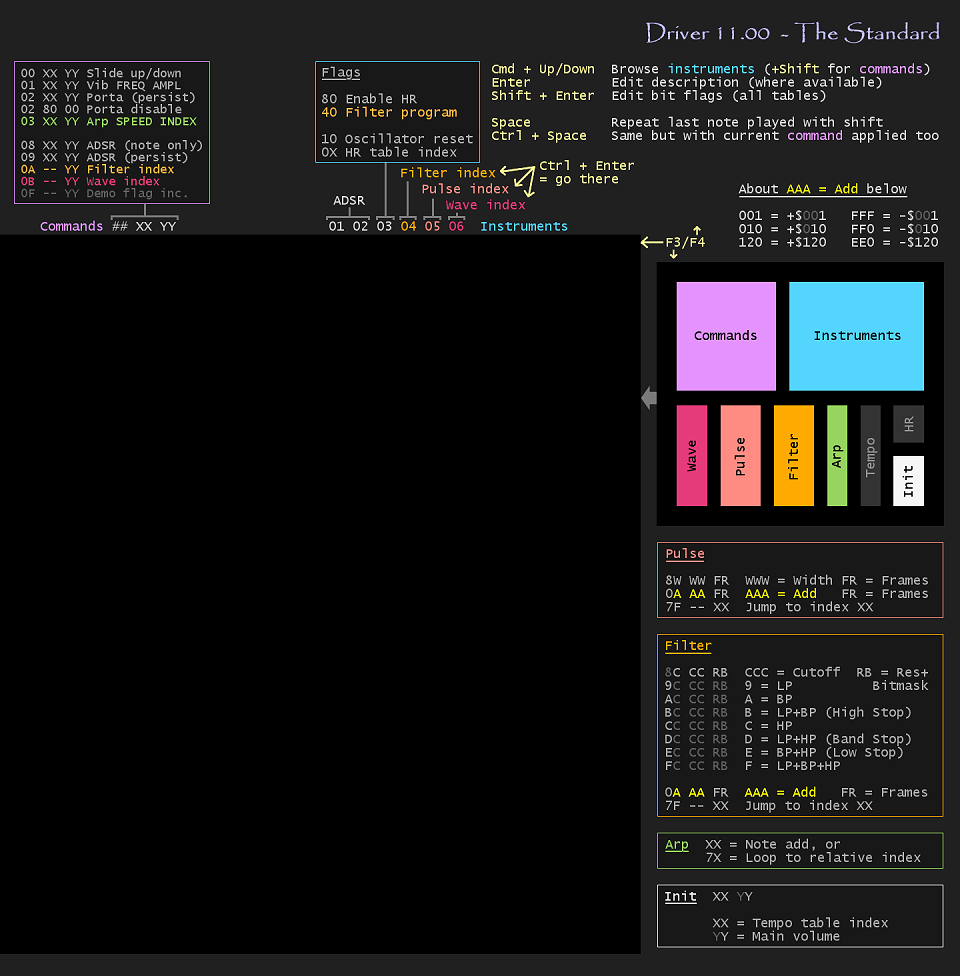 Driver 11.00 - The Standard
00 XX YY Slide up/down
01 XX YY Vib FREQ AMPL
02 XX YY Porta (persist)
02 80 00 Porta disable
03 XX YY Arp SPEED INDEX
08 XX YY ADSR (note only)
09 XX YY ADSR (persist)
0A -- YY Filter index
0B -- YY Wave index
0F -- YY Demo flag inc.
Commands ## XX YY
Flags
80 Enable HR
40 Filter program
10 Oscillator reset
0X HR table index
Filter index
Pulse index
Wave index
Ctrl + Enter
= go there
ADSR
01 02 03 04 05 06 Instruments
Cmd + Up/Down Browse instruments (+Shift for commands)
Enter Edit description (where available)
Shift + Enter Edit bit flags (all tables)
Space Repeat last note played with shift
Ctrl + Space Same but with current command applied too
About AAA = Add below
001 = +$001 FFF = -$001
010 = +$010 FF0 = -$010
120 = +$120 EE0 = -$120
F3/F4
Commands
Instruments
Wave
Pulse
Filter
Arp
Tempo
HR
Init
Pulse
8W WW FR WWW = Width FR = Frames
0A AA FR AAA = Add FR = Frames
7F -- XX Jump to index XX
Filter
8C CC RB CCC = Cutoff RB = Res+
9C CC RB 9 = LP Bitmask
AC CC RB A = BP
BC CC RB B = LP+BP (High Stop)
CC CC RB C = HP
DC CC RB D = LP+HP (Band Stop)
EC CC RB E = BP+HP (Low Stop)
FC CC RB F = LP+BP+HP
0A AA FR AAA = Add FR = Frames
7F -- XX Jump to index XX
Arp XX = Note add, or
7X = Loop to relative index
Init XX YY
XX = Tempo table index
YY = Main volume